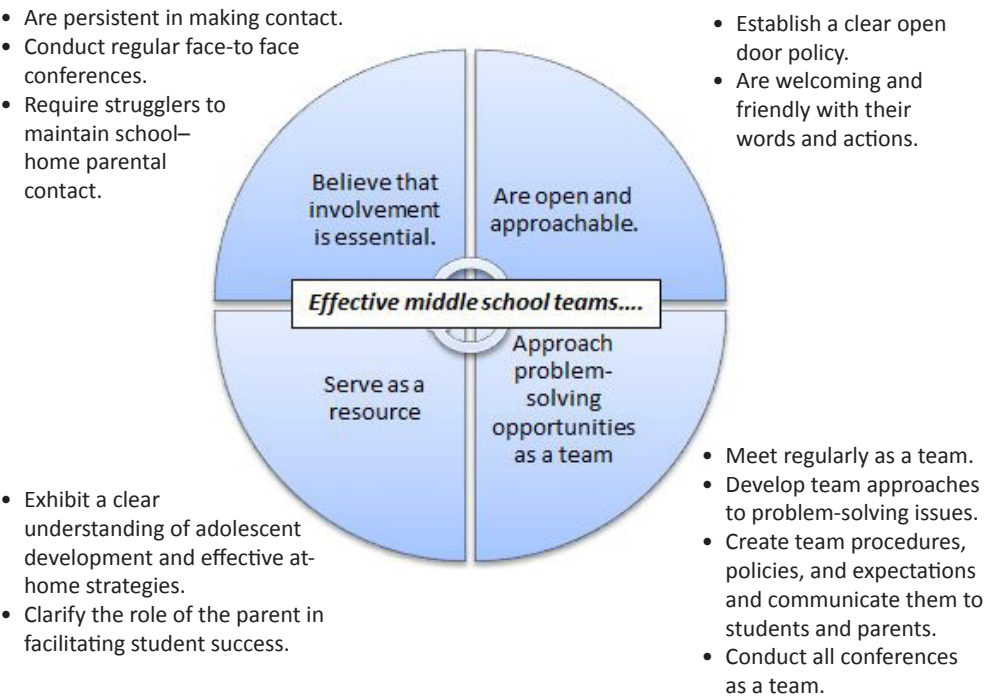 • Are persistent in making contact.
• Conduct regular face-to face
conferences.
• Require strugglers to
maintain school–
home parental
contact.
• Establish a clear open
door policy.
• Are welcoming and
friendly with their
words and actions.
Believe that
involvement
is essential.
Are open and
approachable.
Effective middle school teams....
Serve as a
resource
Approach
problem-
solving
opportunities
as a team
• Exhibit a clear
understanding of adolescent
development and effective at-
home strategies.
• Clarify the role of the parent in
facilitating student success.
• Meet regularly as a team.
• Develop team approaches
to problem-solving issues.
• Create team procedures,
policies, and expectations
and communicate them to
students and parents.
• Conduct all conferences
as a team.